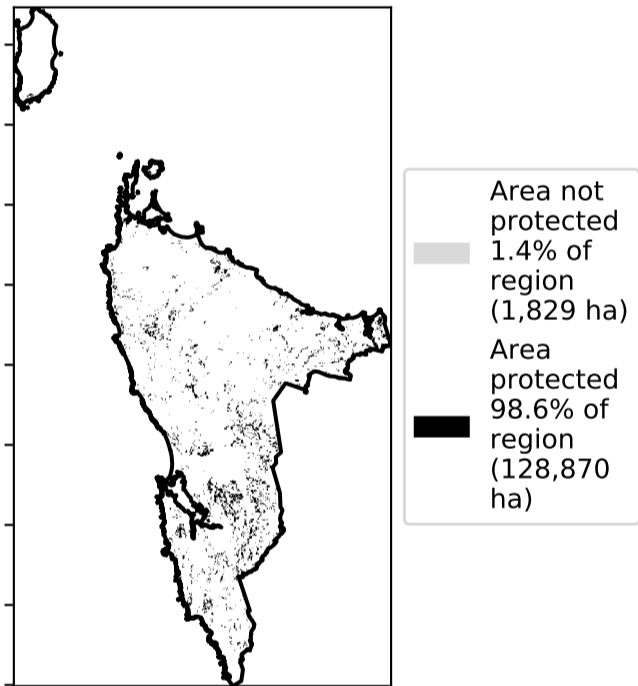 Area not
protected
1.4% of
region
(1,829 ha)
Area
protected
98.6% of
region
(128,870
ha)